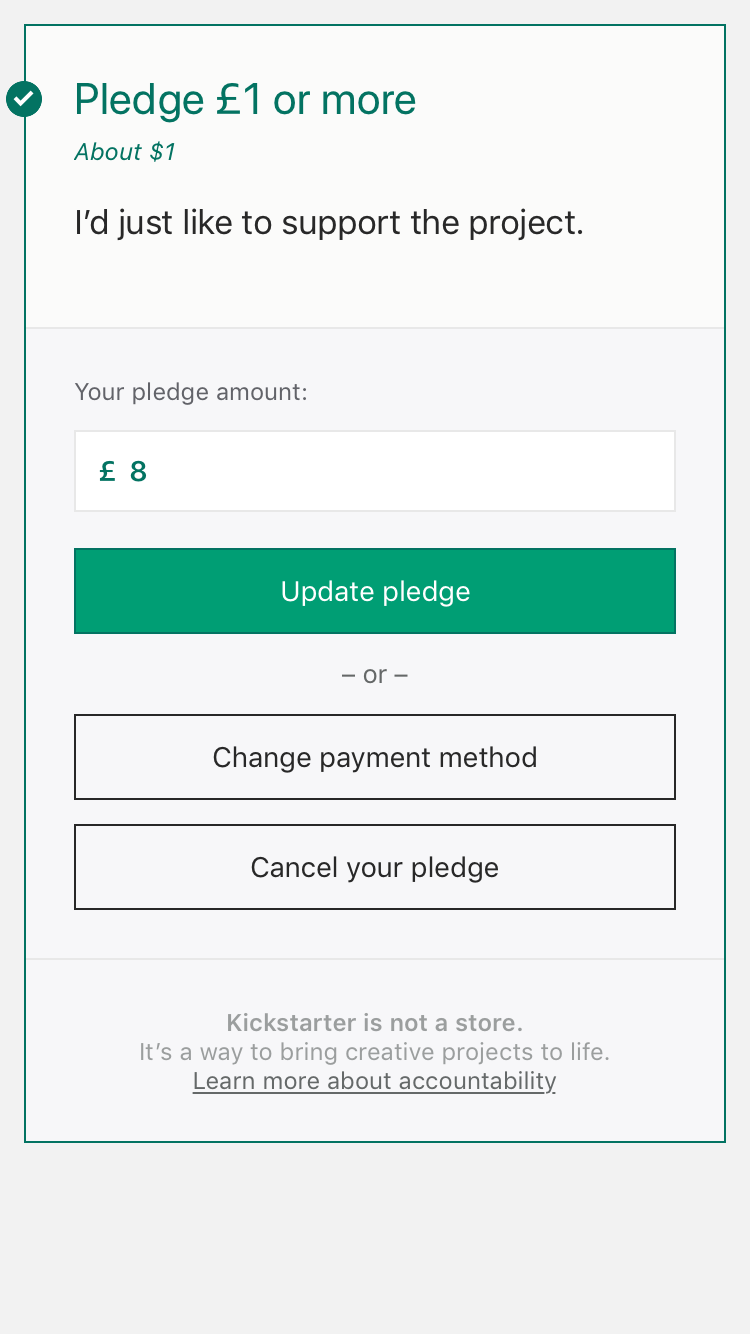 Pledge £1 or more
About $1
I’d just like to support the project.
Your pledge amount:
£ 8
Update pledge
– or –
Change payment method
Cancel your pledge
Kickstarter is not a store.
It’s a way to bring creative projects to life.
Learn more about accountability